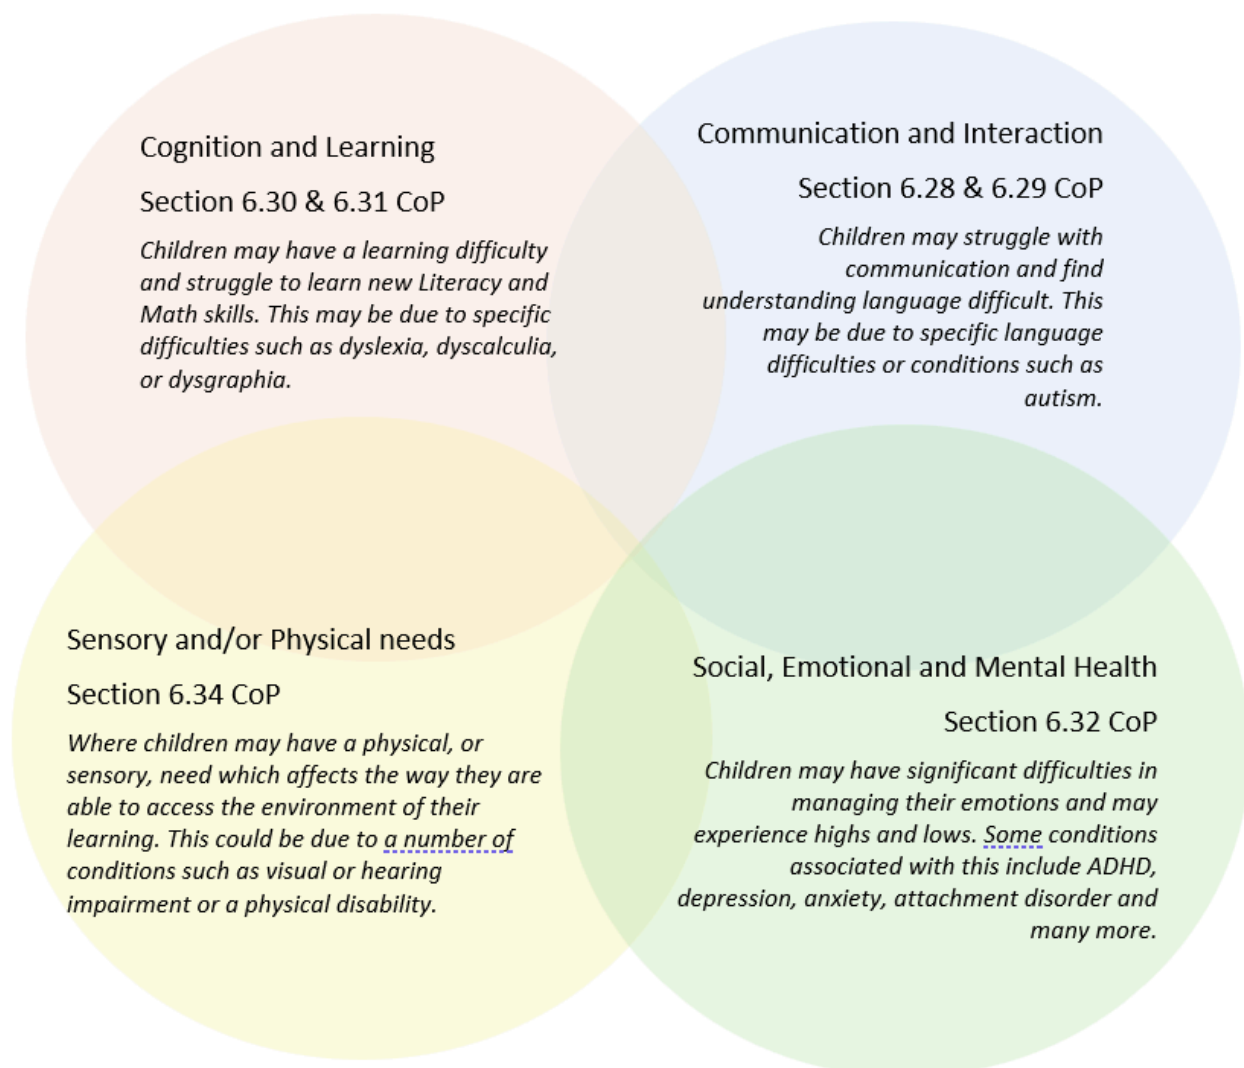 Cognition and Learning
Section 6.30 & 6.31 CoP
Children may have a learning difficulty
and struggle to learn new Literacy and
Math skills. This may be due to specific
difficulties such as dyslexia, dyscalculia,
or dysgraphia.
Communication and Interaction
Section 6.28 & 6.29 CoP
Children may struggle with
communication and find
understanding language difficult. This
may be due to specific language
difficulties or conditions such as
autism.
Sensory and/or Physical needs
Section 6.34 CoP
Where children may have a physical, or
sensory, need which affects the way they are
able to access the environment of their
learning. This could be due to a number of
conditions such as visual or hearing
impairment or a physical disability.
Social, Emotional and Mental Health
Section 6.32 CoP
Children may have significant difficulties in
managing their emotions and may
experience highs and lows. Some conditions
associated with this include ADHD,
depression, anxiety, attachment disorder and
many more.